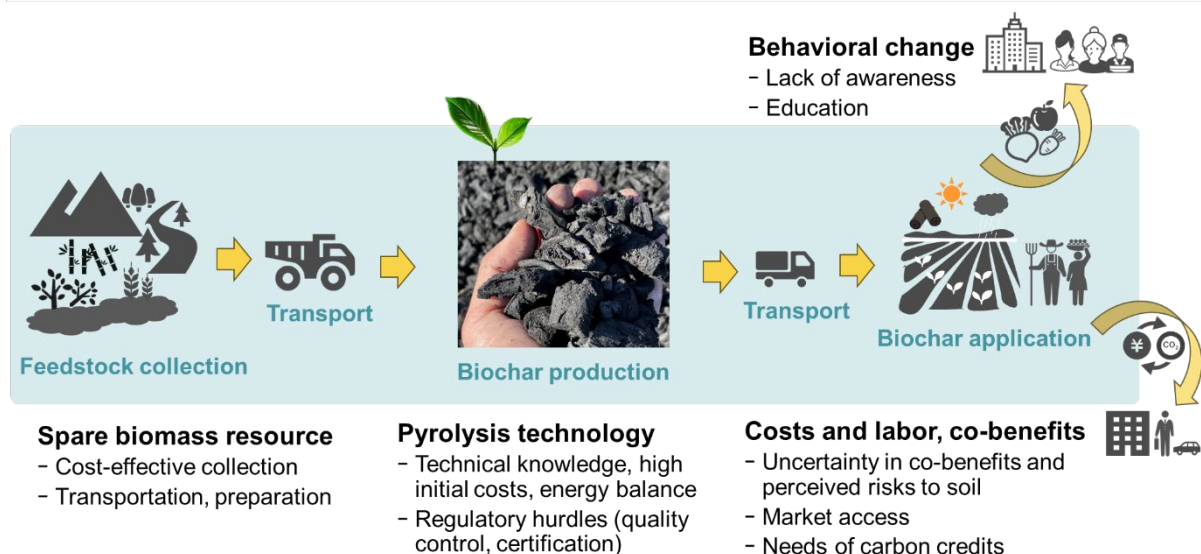 Behavioral change
- Lack of awareness
- Education
Transport
Transport
Feedstock collection
Biochar production
Biochar application
¥
CO₂
Spare biomass resource
- Cost-effective collection
- Transportation, preparation
Pyrolysis technology
- Technical knowledge, high
initial costs, energy balance
- Regulatory hurdles (quality
control, certification)
Costs and labor, co-benefits
- Uncertainty in co-benefits and
perceived risks to soil
- Market access
- Needs of carbon credits